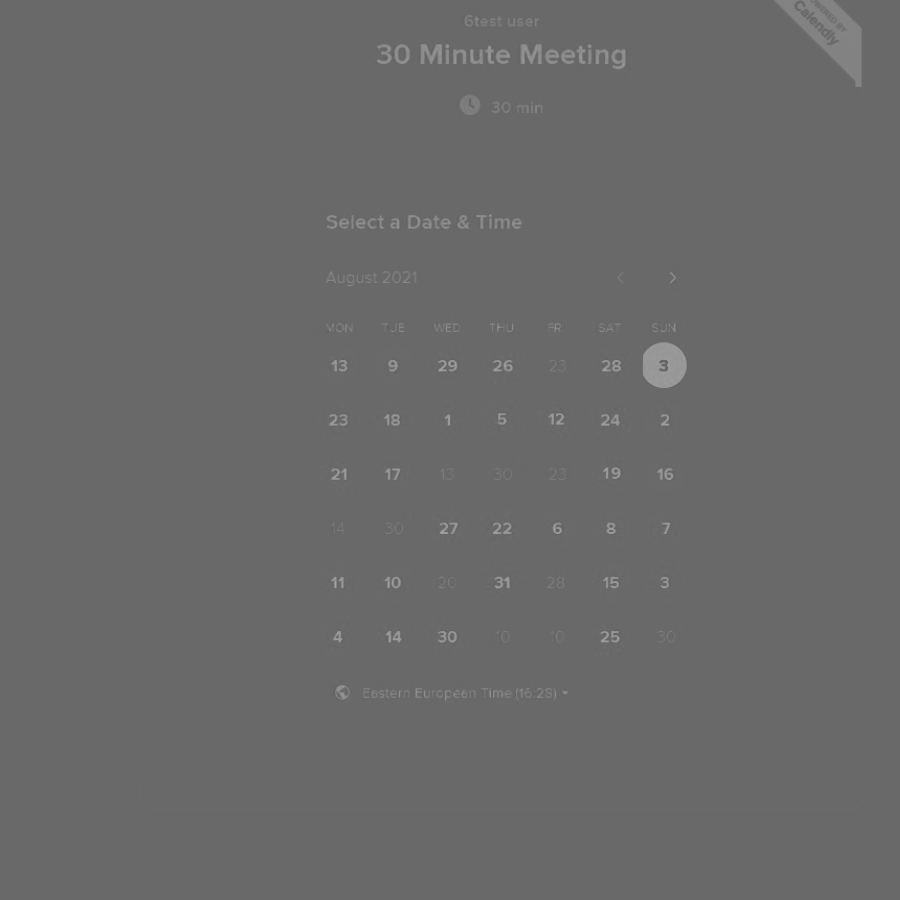 6test user
POWERED BY
Calendly
30 Minute Meeting
30 min
Select a Date & Time
August 2021
MON TUE WED THU FR SAT SUN
13 9 29 26 23 28 3
23 18 1 5 12 24 2
21 17 13 30 23 19 16
14 30 27 22 6 8 7
11 10 20 31 28 15 3
4 14 30 10 10 25 30
Eastern European Time (16:28)